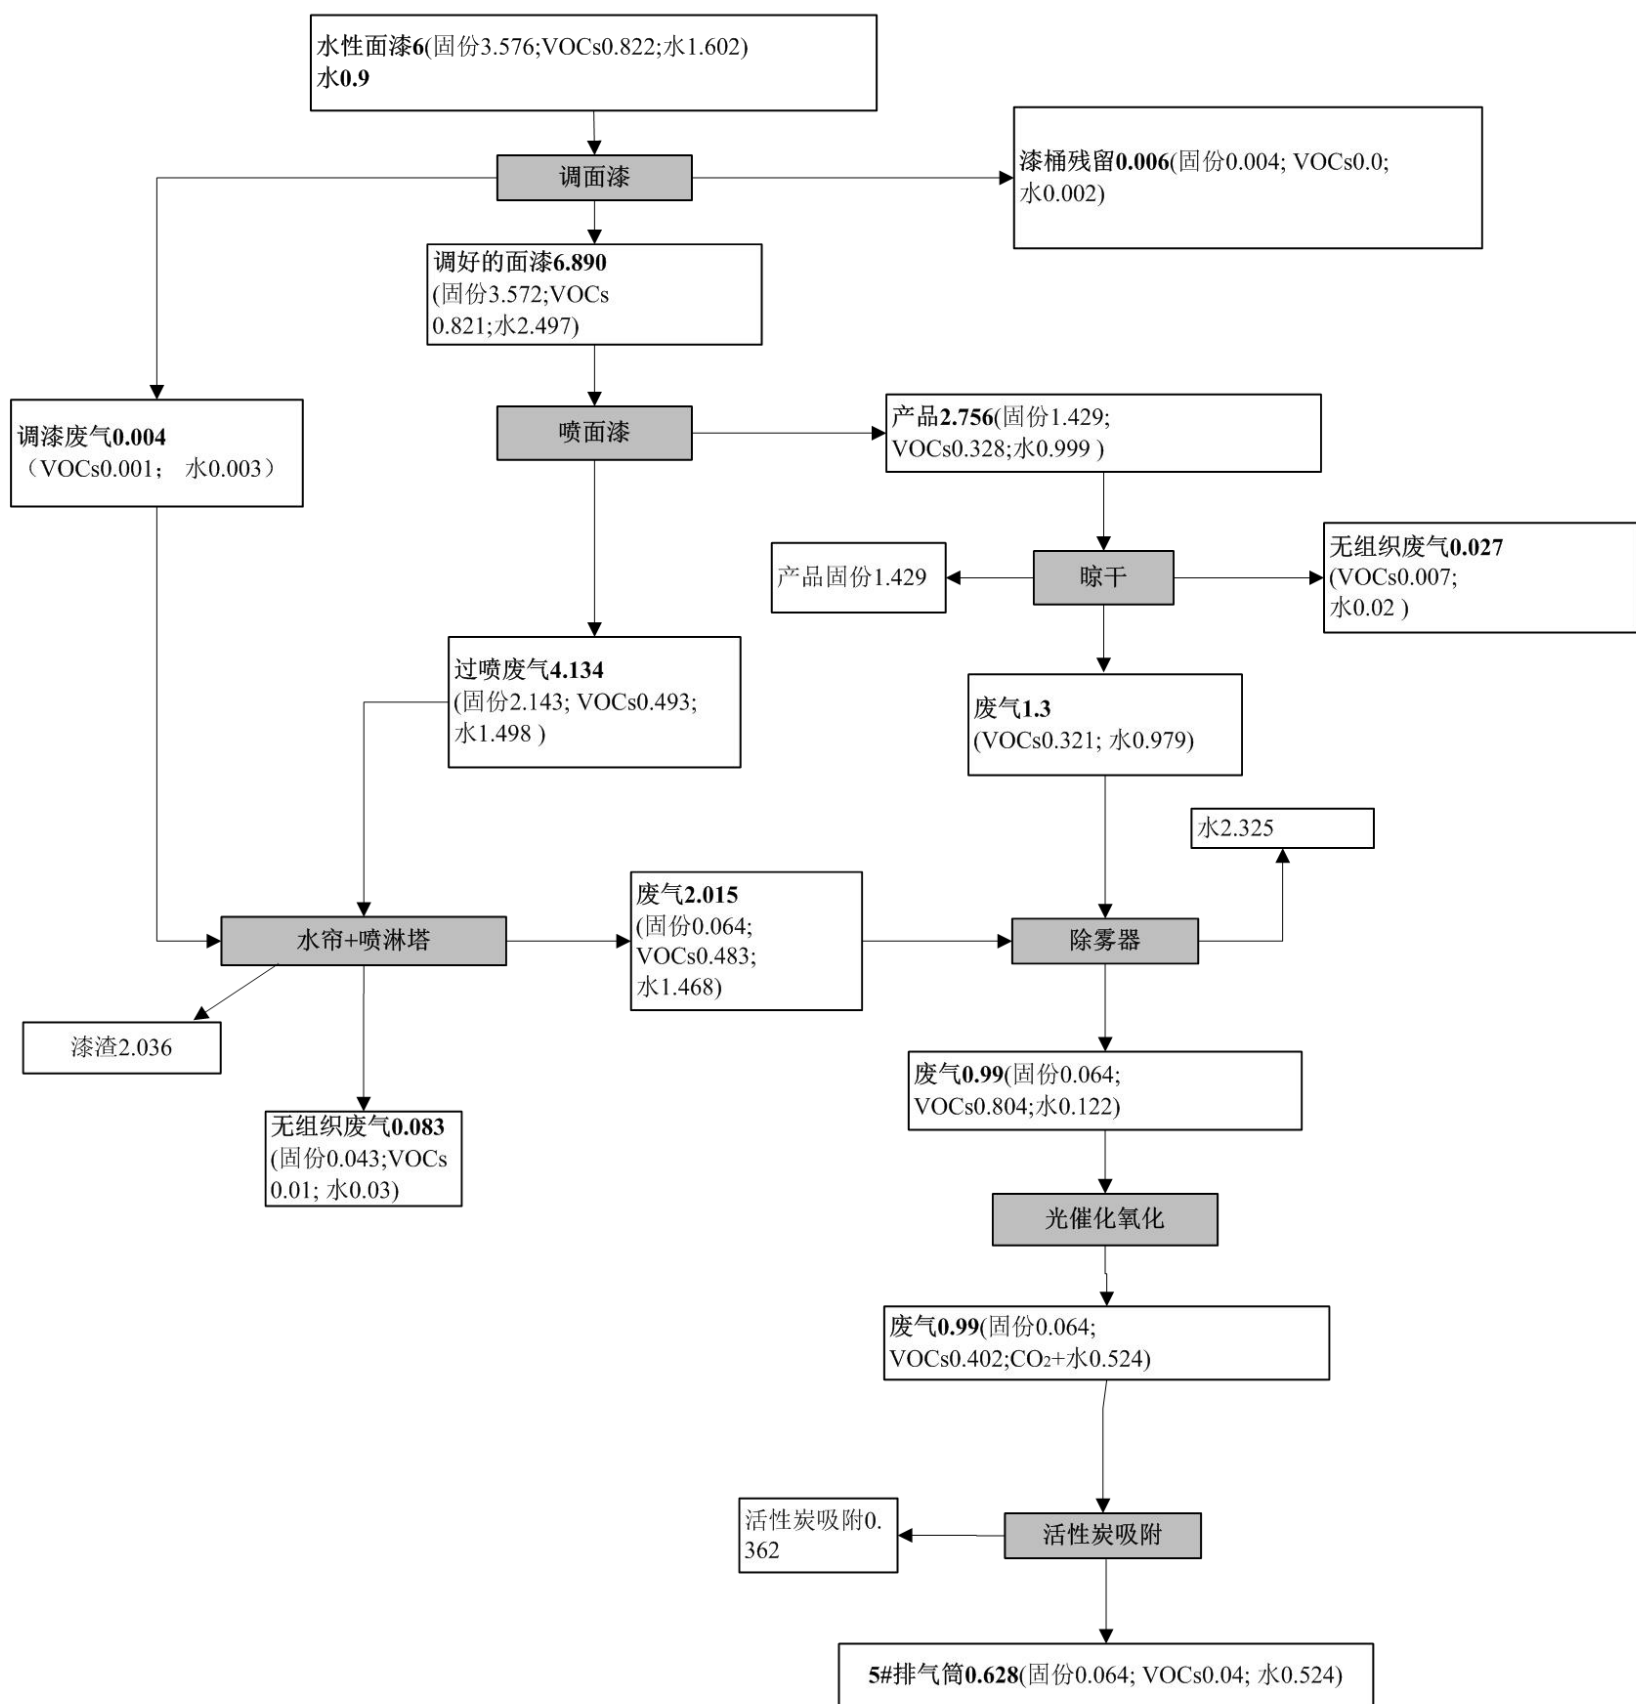 水性面漆6(固份3.576;VOCs0.822;水1.602)
水0.9
调面漆
漆桶残留0.006(固份0.004; VOCs0.0;
水0.002)
调好的面漆6.890
(固份3.572;VOCs
0.821;水2.497)
调漆废气0.004
（VOCs0.001； 水0.003）
喷面漆
产品2.756(固份1.429;
VOCs0.328;水0.999 )
产品固份1.429
晾干
无组织废气0.027
(VOCs0.007;
水0.02 )
过喷废气4.134
(固份2.143; VOCs0.493;
水1.498 )
废气1.3
(VOCs0.321; 水0.979)
水2.325
水帘+喷淋塔
废气2.015
(固份0.064;
VOCs0.483;
水1.468)
除雾器
漆渣2.036
无组织废气0.083
(固份0.043;VOCs
0.01; 水0.03)
废气0.99(固份0.064;
VOCs0.804;水0.122)
光催化氧化
废气0.99(固份0.064;
VOCs0.402;CO₂+水0.524)
活性炭吸附0.
362
活性炭吸附
5#排气筒0.628(固份0.064; VOCs0.04; 水0.524)